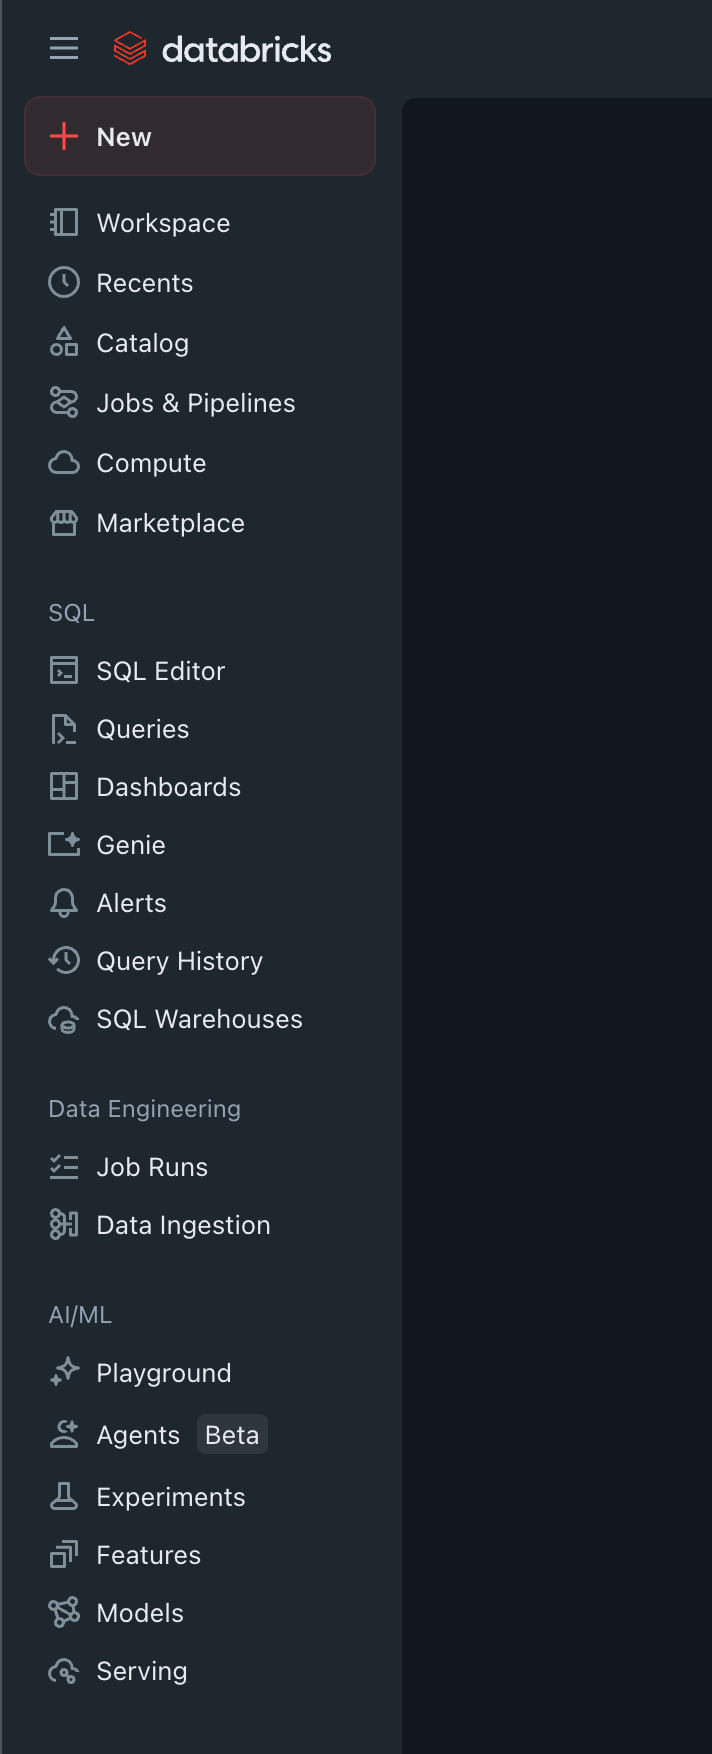 databricks
New
Workspace
Recents
Catalog
Jobs & Pipelines
Compute
Marketplace
SQL
SQL Editor
Queries
Dashboards
Genie
Alerts
Query History
SQL Warehouses
Data Engineering
Job Runs
Data Ingestion
AI/ML
Playground
Agents Beta
Experiments
Features
Models
Serving